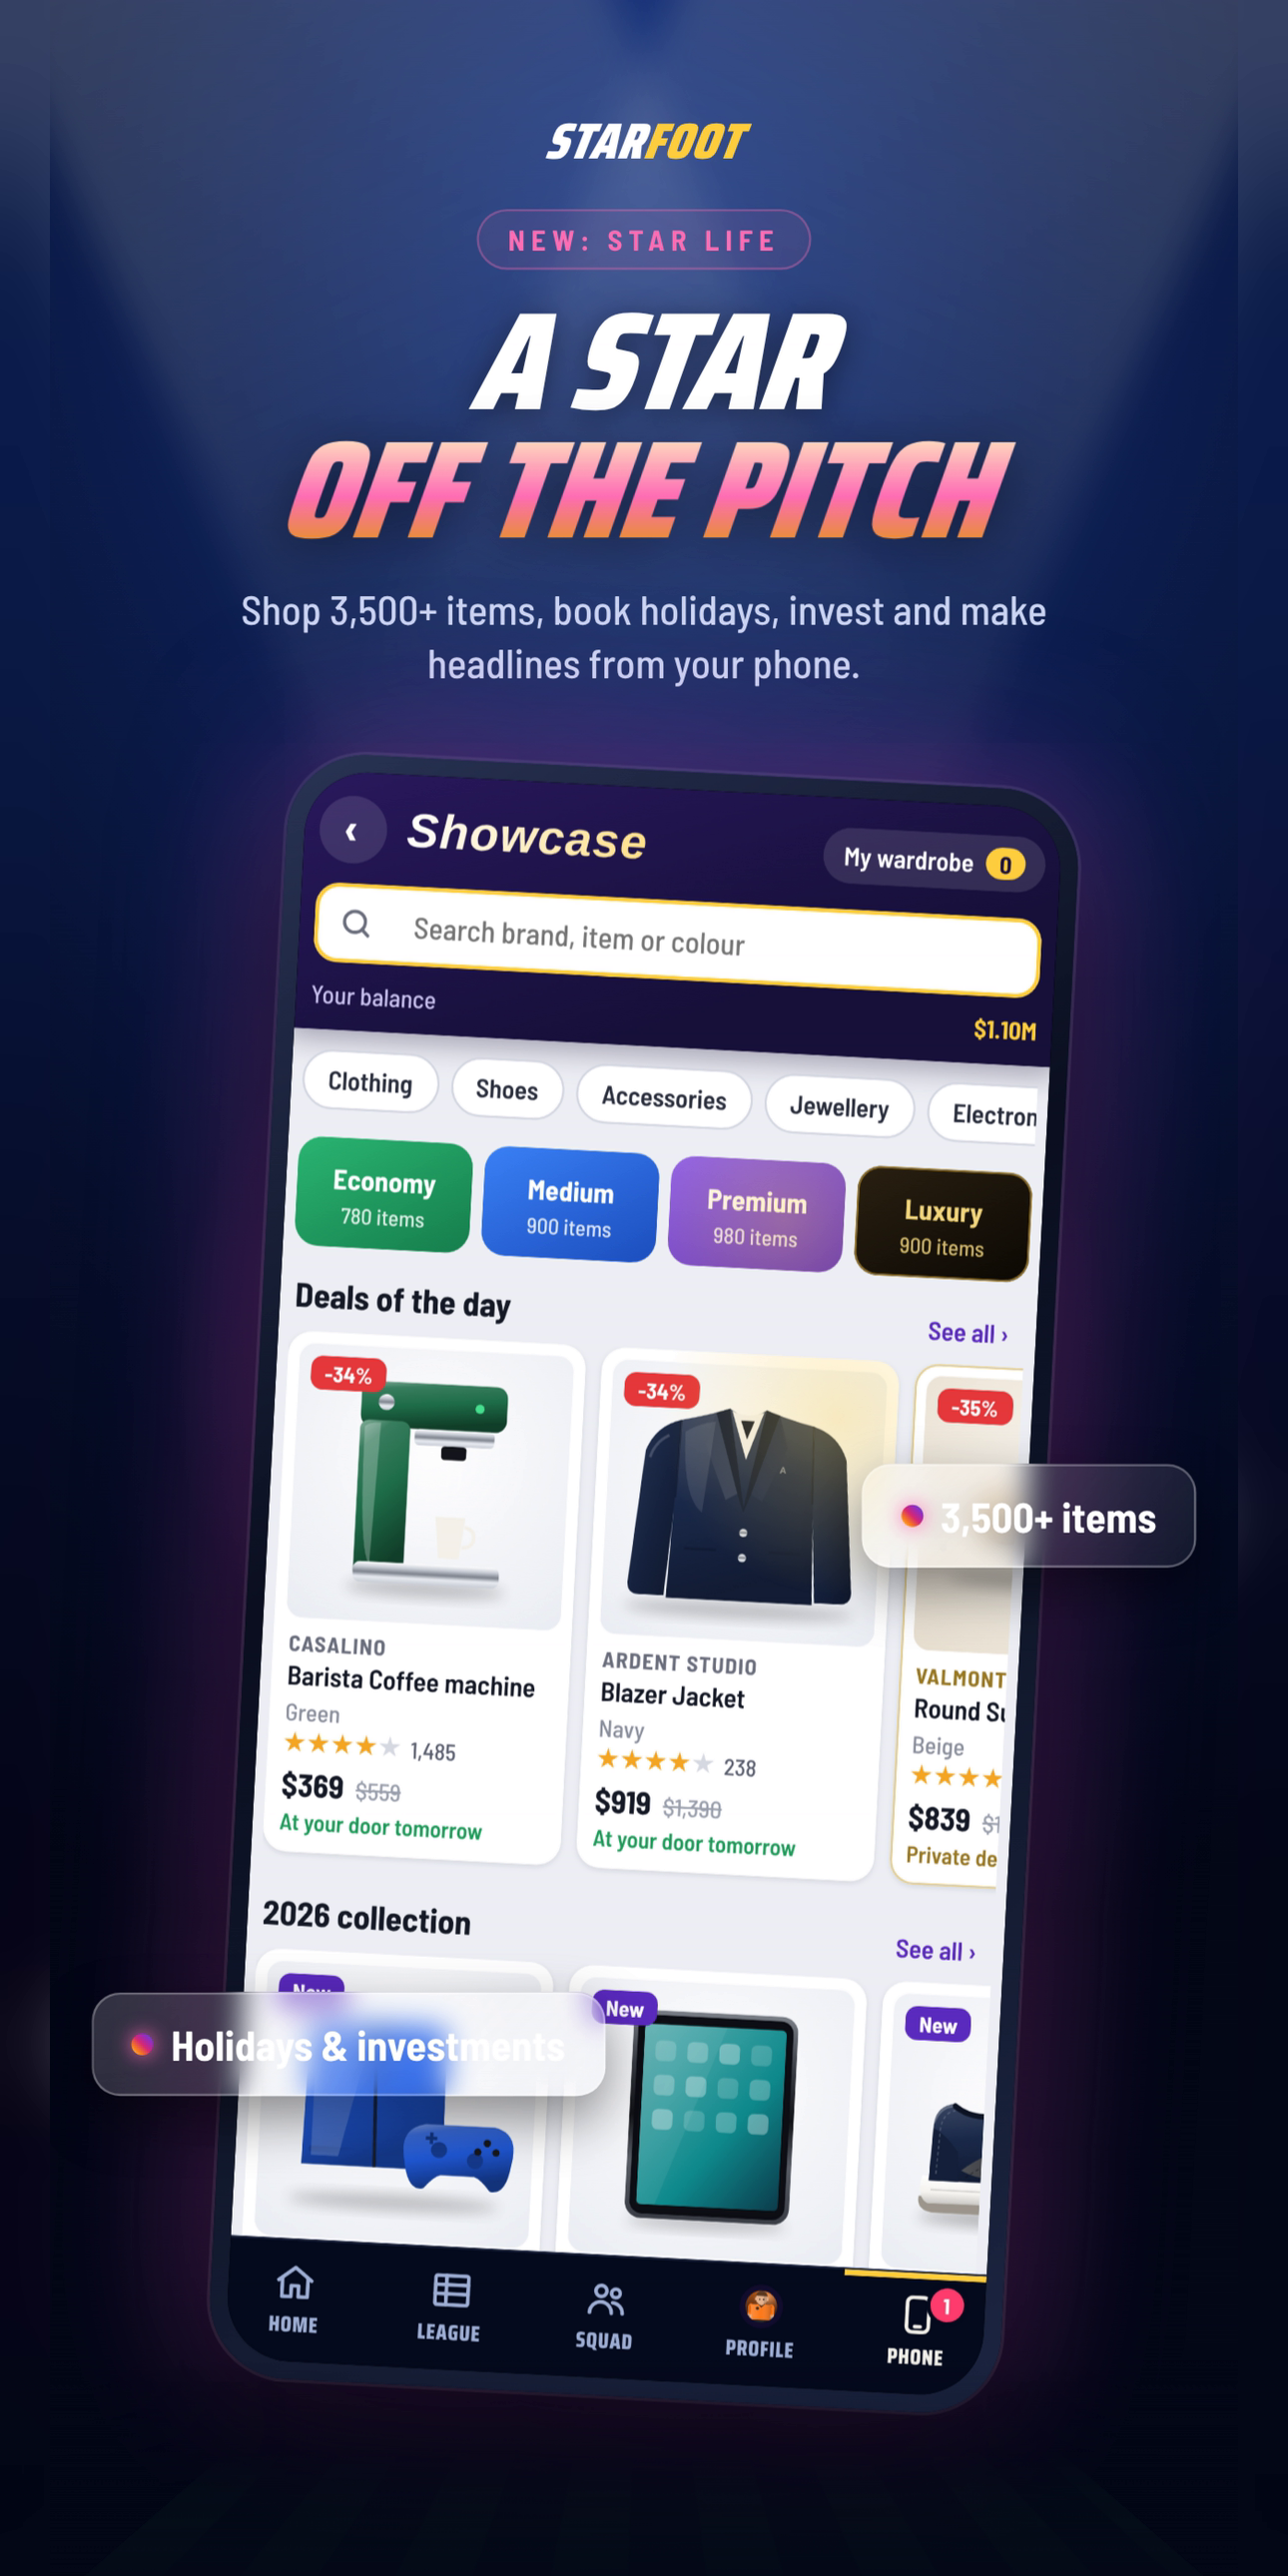 STARFOOT
NEW: STAR LIFE
A STAR
OFF THE PITCH
Shop 3,500+ items, book holidays, invest and make
headlines from your phone.
‹ Showcase
My wardrobe 0
Search brand, item or colour
Your balance
$1.10M
Clothing
Shoes
Accessories
Jewellery
Electron
Economy
780 items
Medium
900 items
Premium
980 items
Luxury
900 items
Deals of the day
See all ›
-34%
CASALINO
Barista Coffee machine
Green
★★★★★ 1,485
$369 $559
At your door tomorrow
-34%
A
ARDENT STUDIO
Blazer Jacket
Navy
★★★★★ 238
$919 $1,390
At your door tomorrow
-35%
VALMONT
Round Su
Beige
★★★★
$839 $1
Private de
3,500+ items
2026 collection
See all ›
New
New
New
Holidays & investments
HOME
LEAGUE
SQUAD
PROFILE
1
PHONE